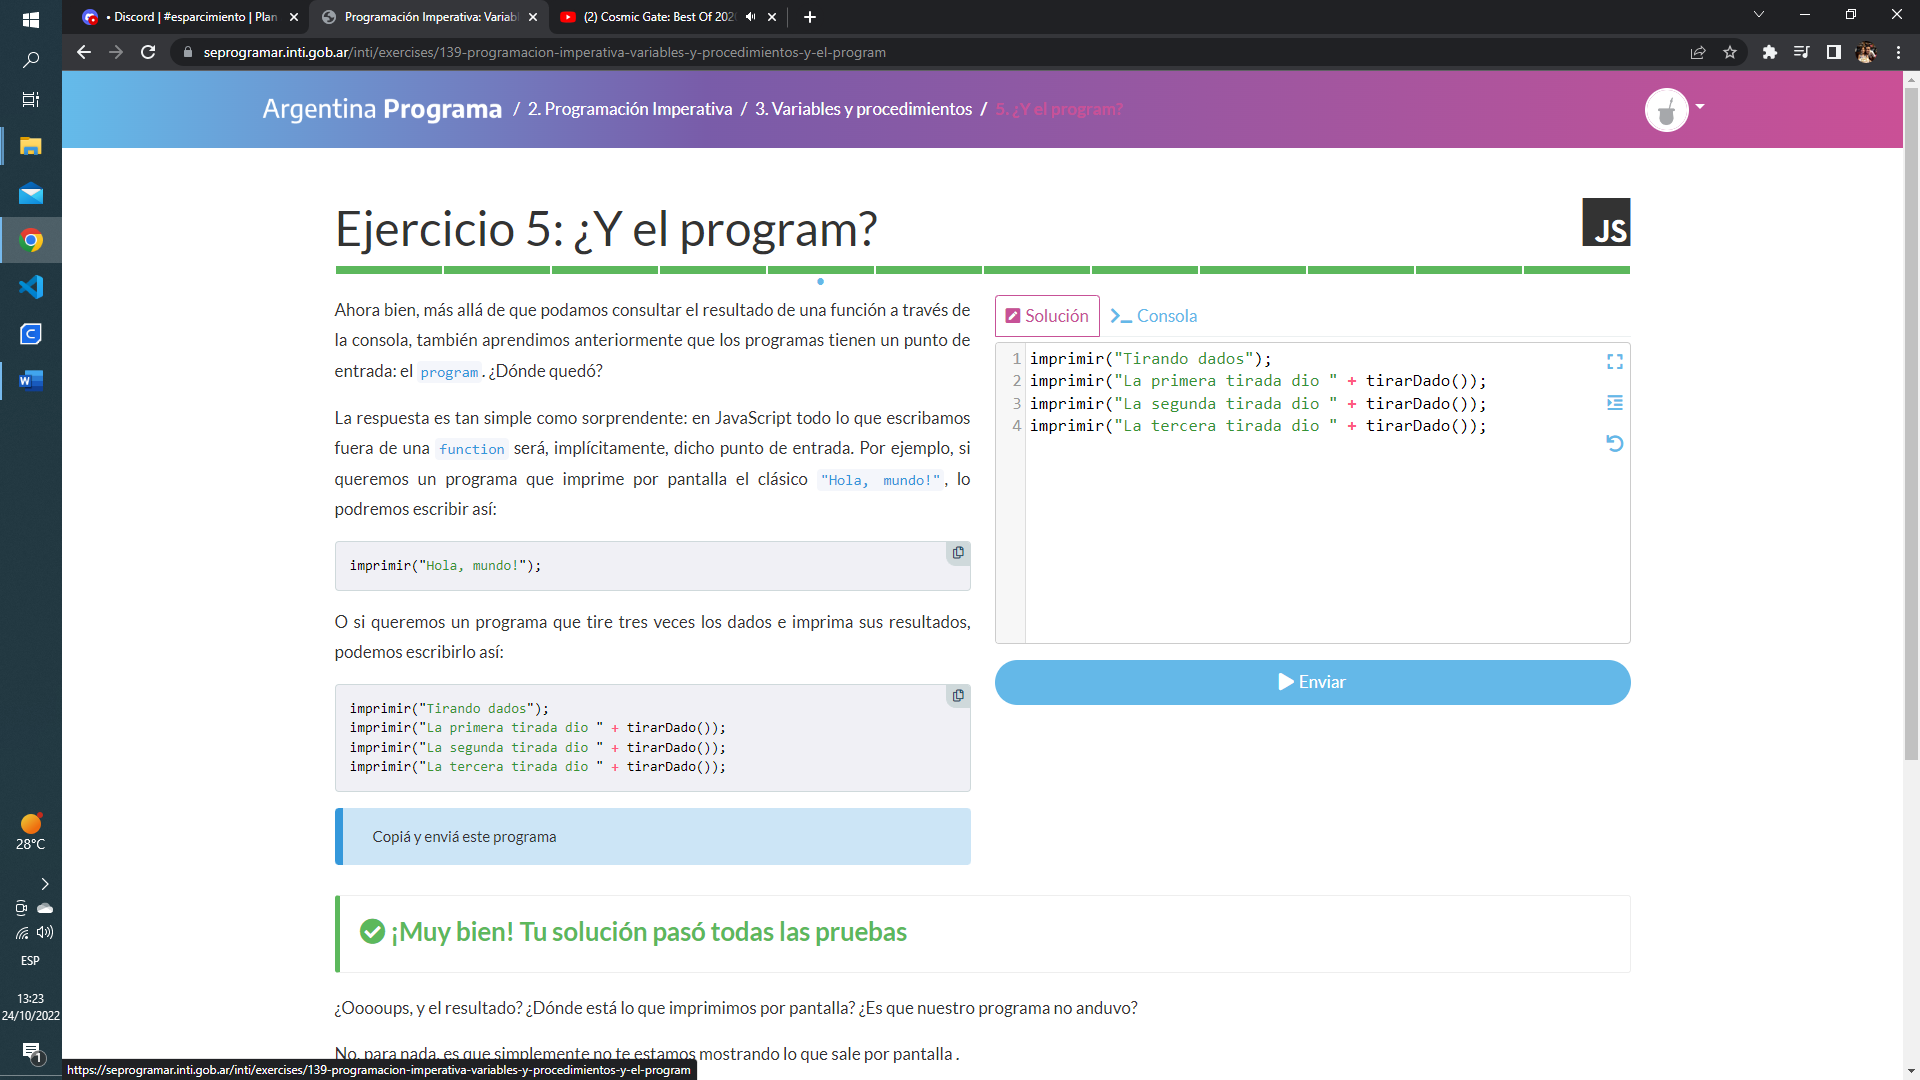 • Discord | #esparcimiento | Plan
Programación Imperativa: Variab
(2) Cosmic Gate: Best Of 202
seprogramar.inti.gob.ar/inti/exercises/139-programacion-imperativa-variables-y-procedimientos-y-el-program
Argentina Programa / 2. Programación Imperativa / 3. Variables y procedimientos / 5. ¿Y el program?
Ejercicio 5: ¿Y el program?
JS
Ahora bien, más allá de que podamos consultar el resultado de una función a través de
la consola, también aprendimos anteriormente que los programas tienen un punto de
entrada: el program. ¿Dónde quedó?
La respuesta es tan simple como sorprendente: en JavaScript todo lo que escribamos
fuera de una function será, implícitamente, dicho punto de entrada. Por ejemplo, si
queremos un programa que imprime por pantalla el clásico "Hola, mundo!", lo
podremos escribir así:
imprimir("Hola, mundo!");
O si queremos un programa que tire tres veces los dados e imprima sus resultados,
podemos escribirlo así:
imprimir("Tirando dados");
imprimir("La primera tirada dio " + tirarDado());
imprimir("La segunda tirada dio " + tirarDado());
imprimir("La tercera tirada dio " + tirarDado());
Copiá y enviá este programa
Solución
Consola
1 imprimir("Tirando dados");
2 imprimir("La primera tirada dio " + tirarDado());
3 imprimir("La segunda tirada dio " + tirarDado());
4 imprimir("La tercera tirada dio " + tirarDado());
Enviar
¡Muy bien! Tu solución pasó todas las pruebas
¿Ooooups, y el resultado? ¿Dónde está lo que imprimimos por pantalla? ¿Es que nuestro programa no anduvo?
No, para nada, es que simplemente no te estamos mostrando lo que sale por pantalla .
https://seprogramar.inti.gob.ar/inti/exercises/139-programacion-imperativa-variables-y-procedimientos-y-el-program
28°C
ESP
13:23
24/10/2022
1